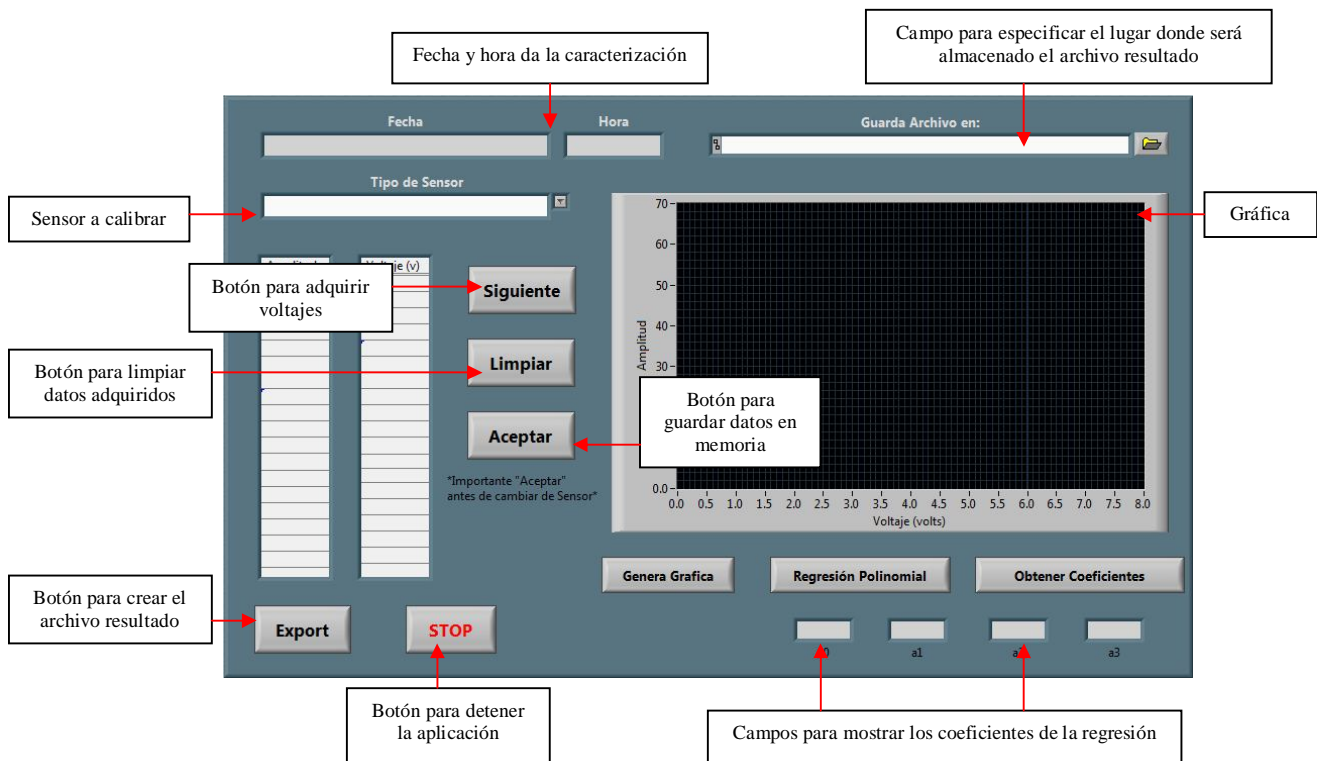 Fecha y hora da la caracterización
Campo para especificar el lugar donde será
almacenado el archivo resultado
Fecha
Hora
Guarda Archivo en:
Tipo de Sensor
Sensor a calibrar
Gráfica
Voltaje (v)
Botón para adquirir
voltajes
Siguiente
Botón para limpiar
datos adquiridos
Limpiar
Botón para
guardar datos en
memoria
Aceptar
*Importante "Aceptar"
antes de cambiar de Sensor*
70
60
50
40
30
0.0
Amplitud
0.0 0.5 1.0 1.5 2.0 2.5 3.0 3.5 4.0 4.5 5.0 5.5 6.0 6.5 7.0 7.5 8.0
Voltaje (volts)
Genera Grafica
Regresión Polinomial
Obtener Coeficientes
Botón para crear el
archivo resultado
Export
STOP
a1
a3
Botón para detener
la aplicación
Campos para mostrar los coeficientes de la regresión